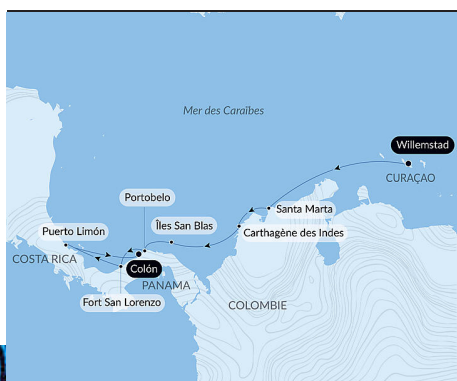 Mer des Caraïbes
Willemstad
CURAÇAO
Portobelo
Santa Marta
Îles San Blas
Puerto Limón
Carthagène des Indes
COSTA RICA
Colón
PANAMA
Fort San Lorenzo
COLOMBIE